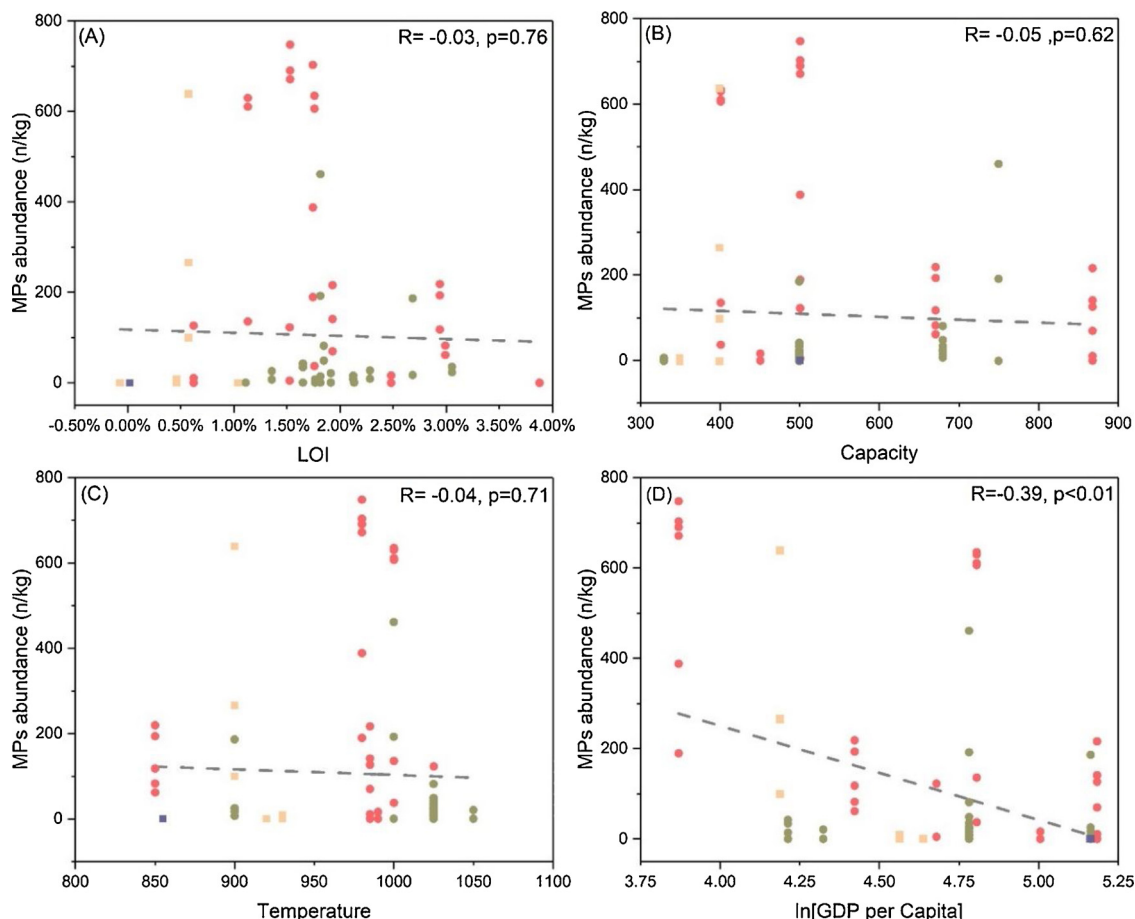 (A)
R= -0.03, p=0.76
MPs abundance (n/kg)
800
600
400
200
0
-0.50% 0.00% 0.50% 1.00% 1.50% 2.00% 2.50% 3.00% 3.50% 4.00%
LOI
(B)
R= -0.05 ,p=0.62
MPs abundance (n/kg)
800
600
400
200
0
400 500 600 700 800 900
Capacity
(C)
R= -0.04, p=0.71
MPs abundance (n/kg)
800
600
400
200
0
800 850 900 950 1000 1050 1100
Temperature
(D)
R=-0.39, p<0.01
MPs abundance (n/kg)
800
600
400
200
0
3.75 4.00 4.25 4.50 4.75 5.00 5.25
ln[GDP per Capita]